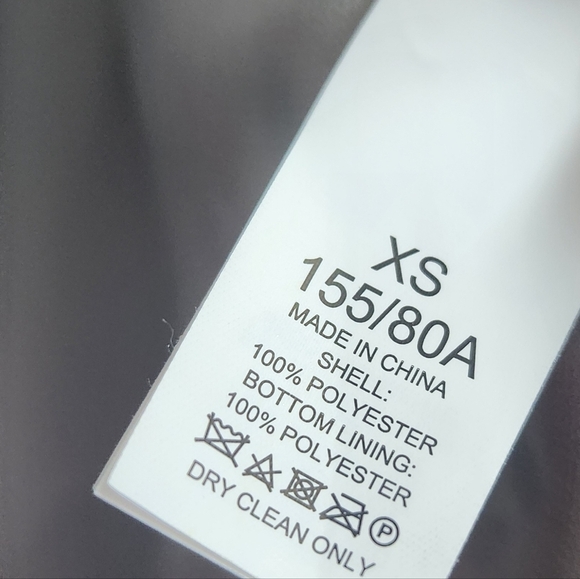 XS
155/80A
MADE IN CHINA
SHELL:
100% POLYESTER
BOTTOM LINING:
100% POLYESTER
P
DRY CLEAN ONLY